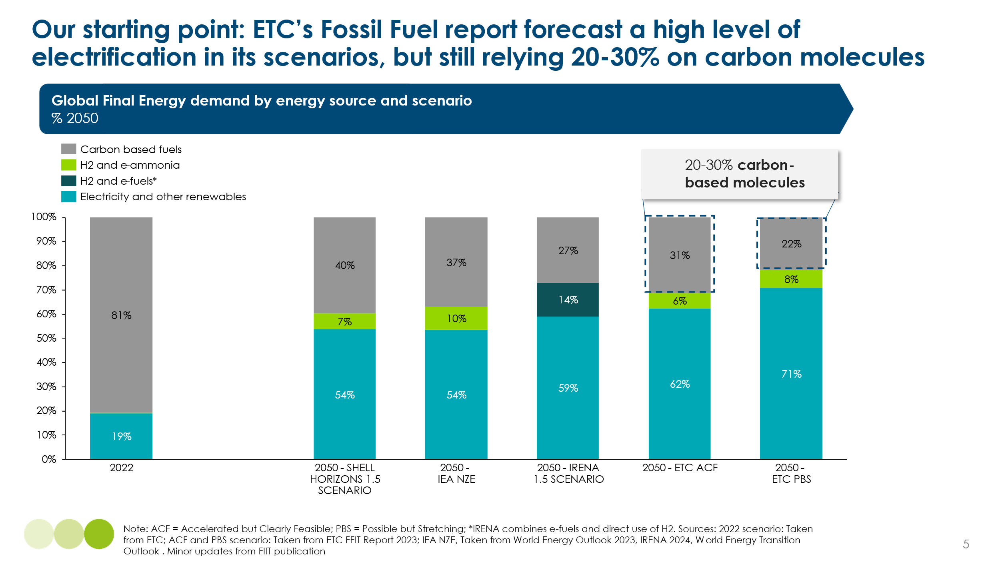 Our starting point: ETC’s Fossil Fuel report forecast a high level of
electrification in its scenarios, but still relying 20-30% on carbon molecules
Global Final Energy demand by energy source and scenario
% 2050
Carbon based fuels
H2 and e-ammonia
H2 and e-fuels*
Electricity and other renewables
20-30% carbon-
based molecules
100%
90%
80%
70%
60%
50%
40%
30%
20%
10%
0%
81%
19%
40%
7%
54%
37%
10%
54%
27%
14%
59%
31%
6%
62%
22%
8%
71%
2022
2050 - SHELL
HORIZONS 1.5
SCENARIO
2050 -
IEA NZE
2050 - IRENA
1.5 SCENARIO
2050 - ETC ACF
2050 -
ETC PBS
Note: ACF = Accelerated but Clearly Feasible; PBS = Possible but Stretching; *IRENA combines e-fuels and direct use of H2. Sources: 2022 scenario: Taken
from ETC; ACF and PBS scenario: Taken from ETC FFIT Report 2023; IEA NZE, Taken from World Energy Outlook 2023, IRENA 2024, World Energy Transition
Outlook . Minor updates from FIIT publication
5